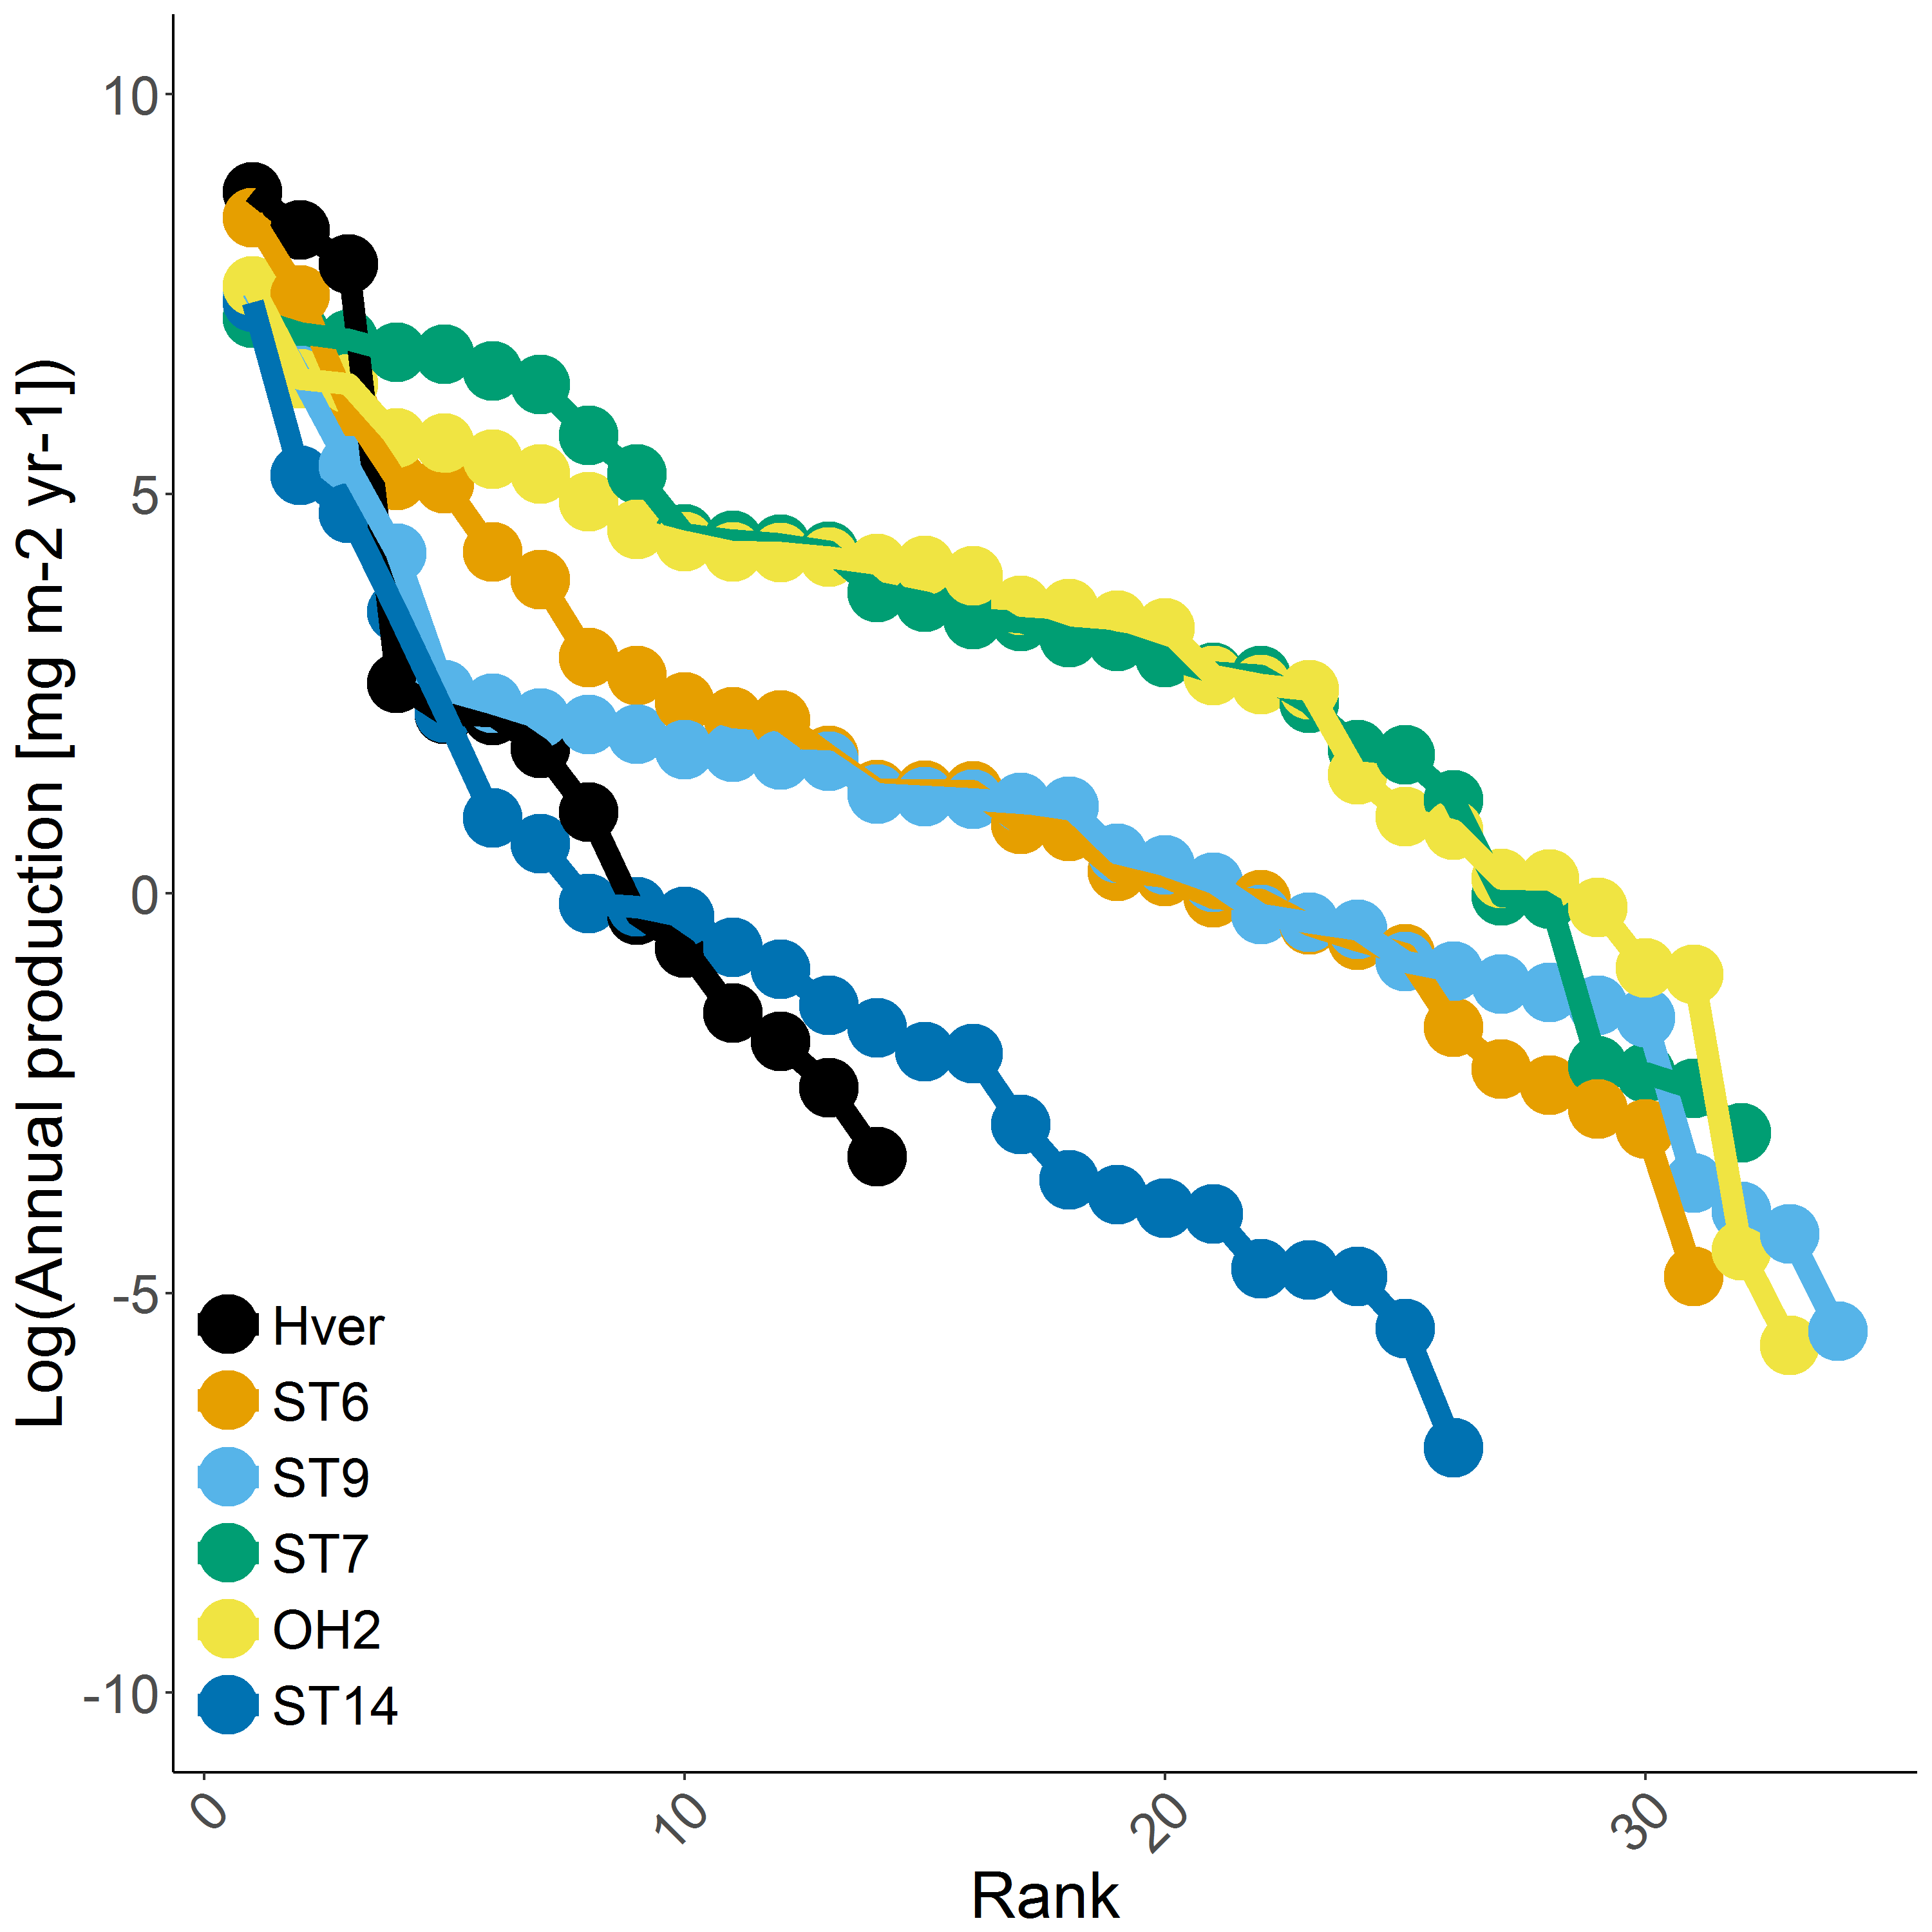 Log(Annual production [mg m-2 yr-1])
10
5
0
-5
-10
Hver
ST6
ST9
ST7
OH2
ST14
0
10
20
30
Rank